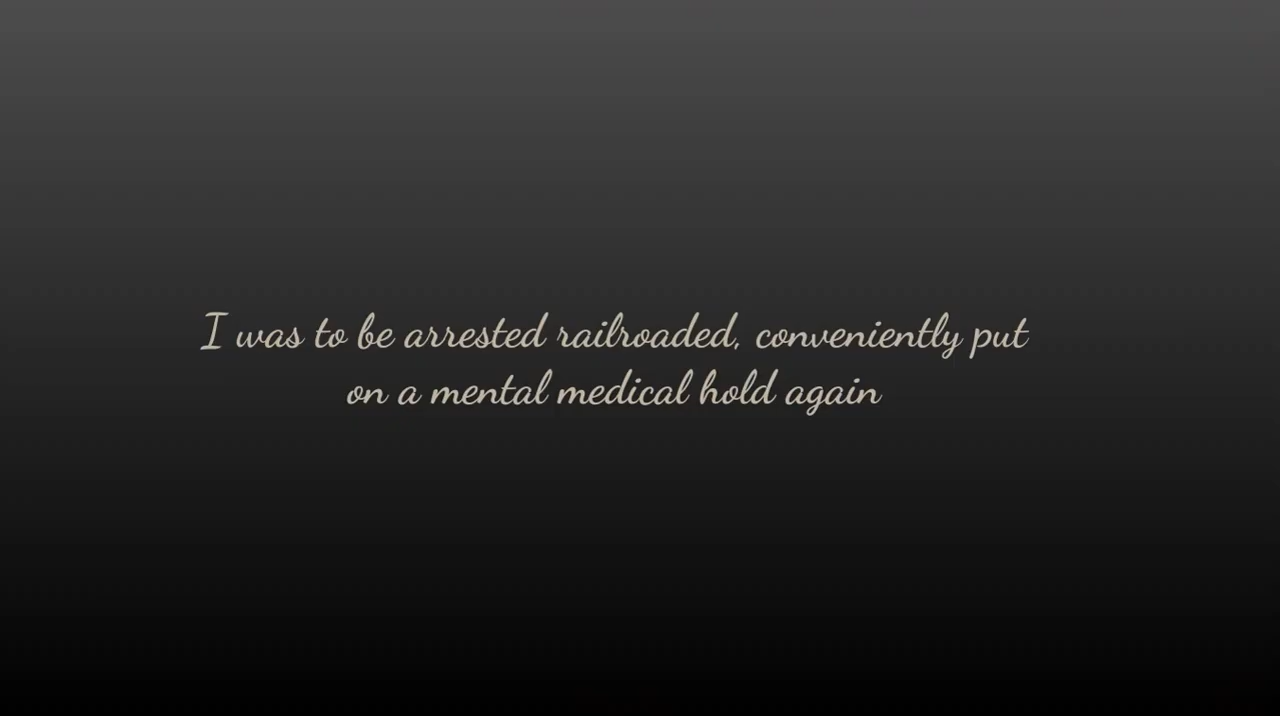 I was to be arrested railroaded, conveniently put
on a mental medical hold again